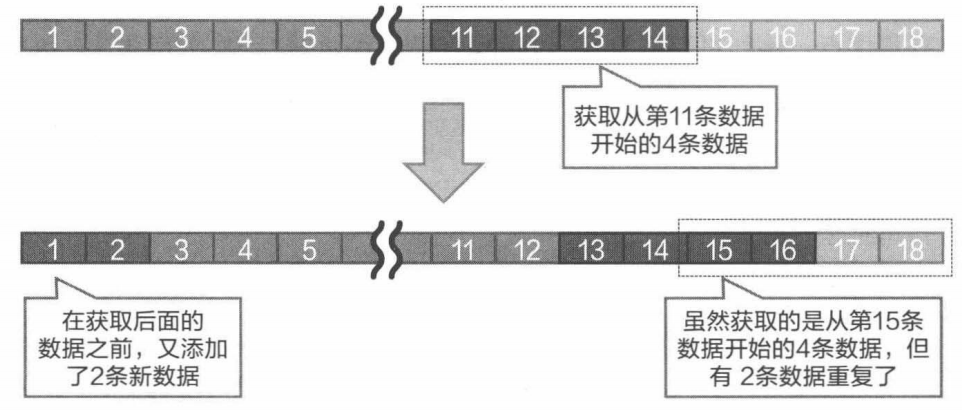 1 2 3 4 5 11 12 13 14 15 16 17 18
获取从第11条数据
开始的4条数据
1 2 3 4 5 11 12 13 14 15 16 17 18
在获取后面的
数据之前，又添加
了2条新数据
虽然获取的是从第15条
数据开始的4条数据，但
有 2条数据重复了